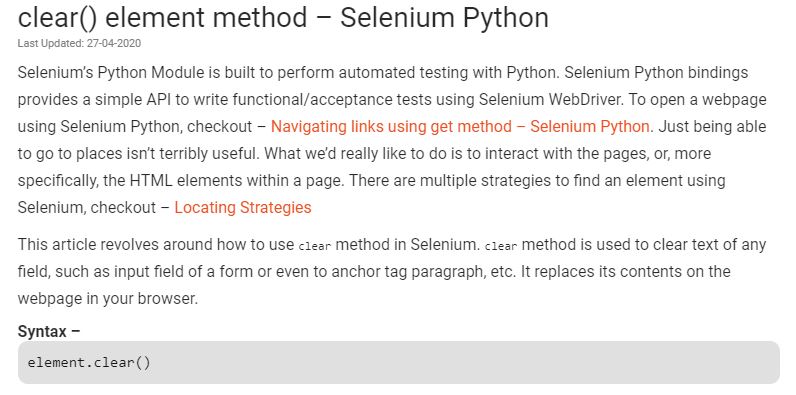 clear() element method – Selenium Python
Last Updated: 27-04-2020
Selenium's Python Module is built to perform automated testing with Python. Selenium Python bindings
provides a simple API to write functional/acceptance tests using Selenium WebDriver. To open a webpage
using Selenium Python, checkout – Navigating links using get method – Selenium Python. Just being able
to go to places isn't terribly useful. What we'd really like to do is to interact with the pages, or, more
specifically, the HTML elements within a page. There are multiple strategies to find an element using
Selenium, checkout – Locating Strategies
This article revolves around how to use clear method in Selenium. clear method is used to clear text of any
field, such as input field of a form or even to anchor tag paragraph, etc. It replaces its contents on the
webpage in your browser.
Syntax –
element.clear()